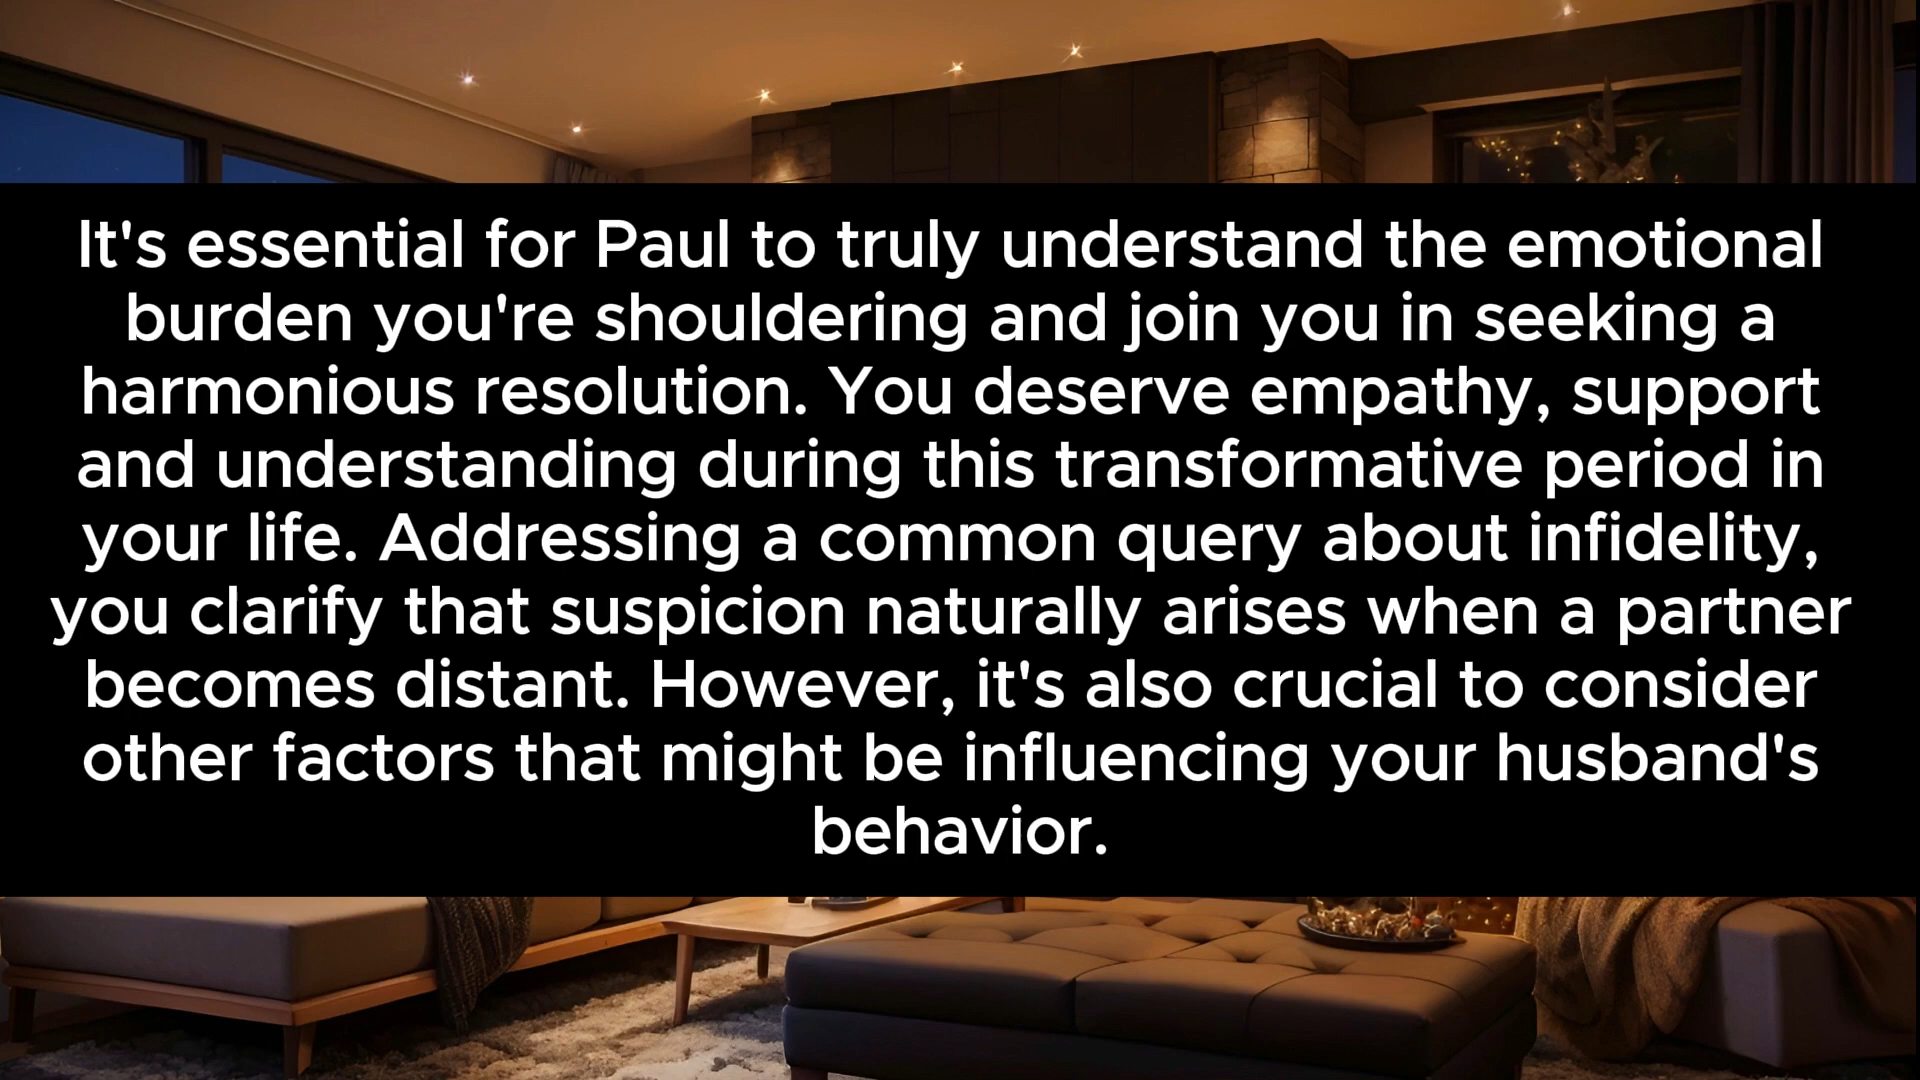 It's essential for Paul to truly understand the emotional
burden you're shouldering and join you in seeking a
harmonious resolution. You deserve empathy, support
and understanding during this transformative period in
your life. Addressing a common query about infidelity,
you clarify that suspicion naturally arises when a partner
becomes distant. However, it's also crucial to consider
other factors that might be influencing your husband's
behavior.